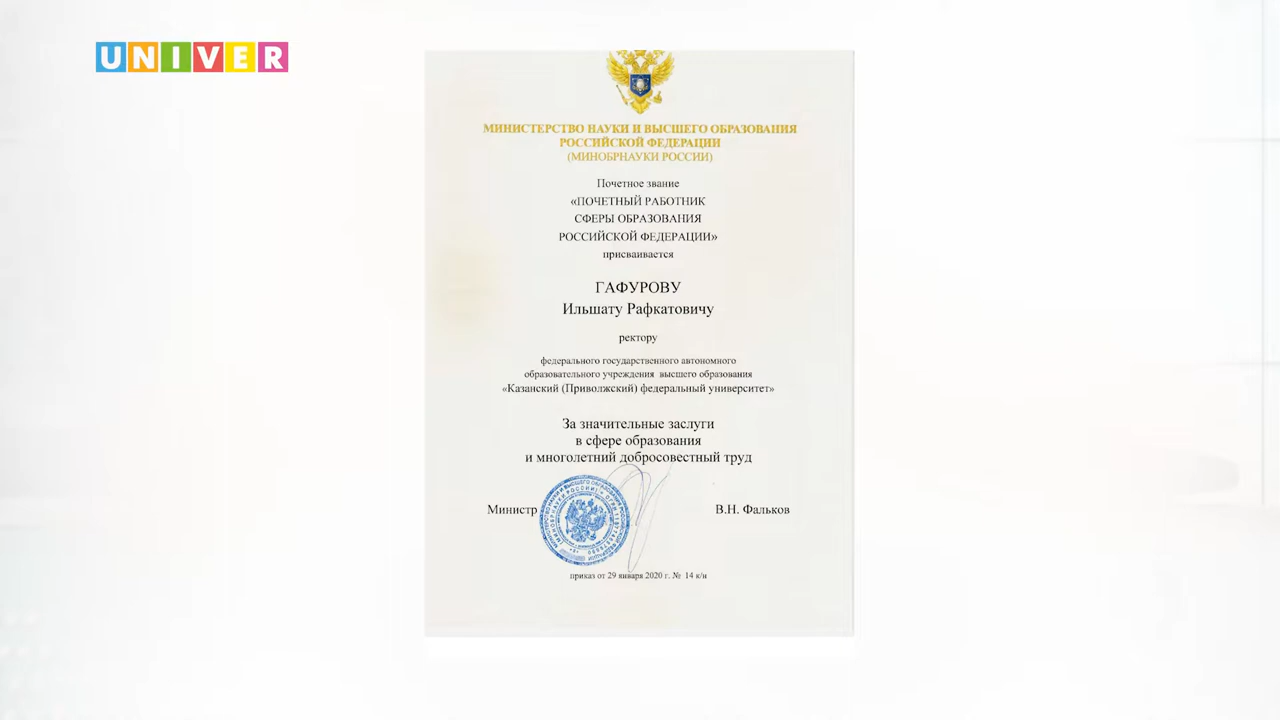 UNIVER
МИНИСТЕРСТВО НАУКИ И ВЫСШЕГО ОБРАЗОВАНИЯ
РОССИЙСКОЙ ФЕДЕРАЦИИ
(МИНОБРНАУКИ РОССИИ)
Почетное звание
«ПОЧЕТНЫЙ РАБОТНИК
СФЕРЫ ОБРАЗОВАНИЯ
РОССИЙСКОЙ ФЕДЕРАЦИИ»
присваивается
ГАФУРОВУ
Ильшату Рафкатовичу
ректору
федерального государственного автономного
образовательного учреждения высшего образования
«Казанский (Приволжский) федеральный университет»
За значительные заслуги
в сфере образования
и многолетний добросовестный труд
Министр
В.Н. Фальков
приказ от 29 января 2020 г. № 14 к/н